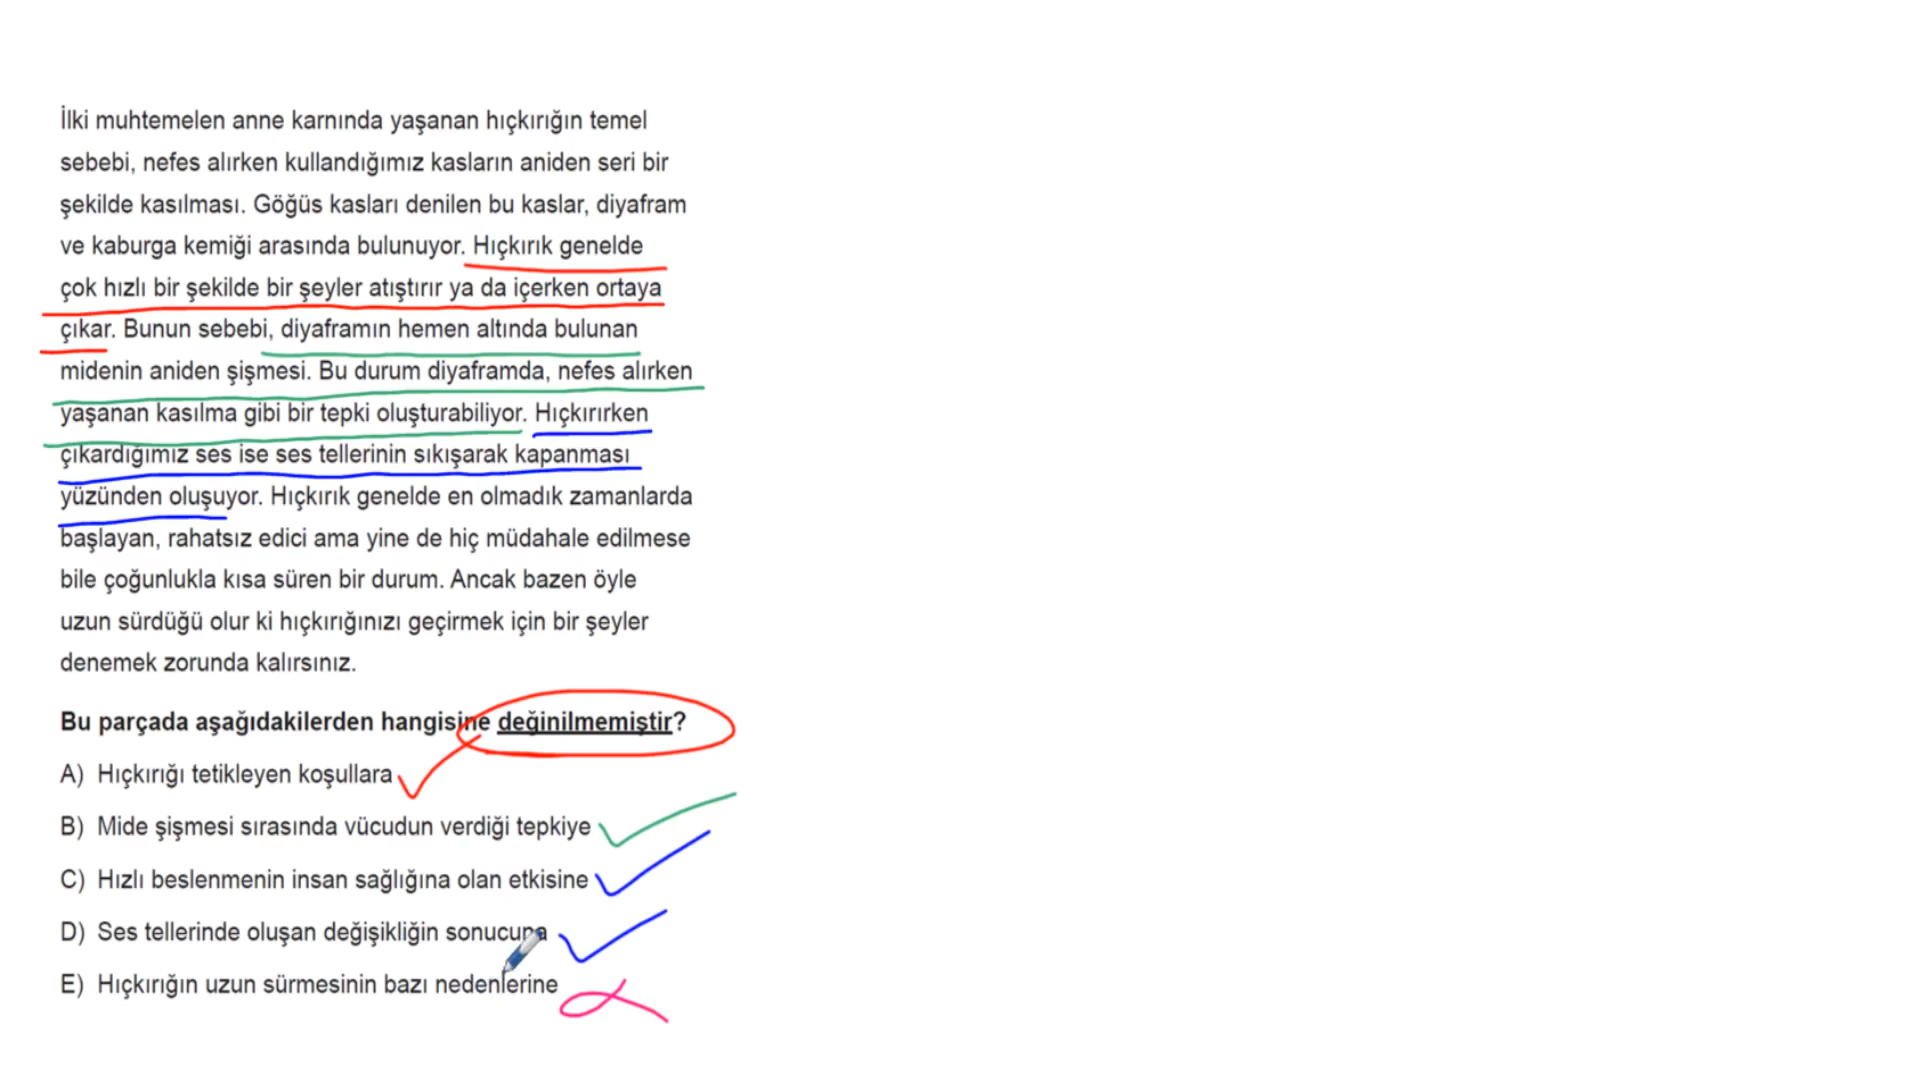 İlki muhtemelen anne karnında yaşanan hıçkırığın temel
sebebi, nefes alırken kullandığımız kasların aniden seri bir
şekilde kasılması. Göğüs kasları denilen bu kaslar, diyafram
ve kaburga kemiği arasında bulunuyor. Hıçkırık genelde
çok hızlı bir şekilde bir şeyler atıştırır ya da içerken ortaya
çıkar. Bunun sebebi, diyaframın hemen altında bulunan
midenin aniden şişmesi. Bu durum diyaframda, nefes alırken
yaşanan kasılma gibi bir tepki oluşturabiliyor. Hıçkırırken
çıkardığımız ses ise ses tellerinin sıkışarak kapanması
yüzünden oluşuyor. Hıçkırık genelde en olmadık zamanlarda
başlayan, rahatsız edici ama yine de hiç müdahale edilmese
bile çoğunlukla kısa süren bir durum. Ancak bazen öyle
uzun sürdüğü olur ki hıçkırığınızı geçirmek için bir şeyler
denemek zorunda kalırsınız.
Bu parçada aşağıdakilerden hangisine değinilmemiştir?
A) Hıçkırığı tetikleyen koşullara
B) Mide şişmesi sırasında vücudun verdiği tepkiye
C) Hızlı beslenmenin insan sağlığına olan etkisine
D) Ses tellerinde oluşan değişikliğin sonucuna
E) Hıçkırığın uzun sürmesinin bazı nedenlerine